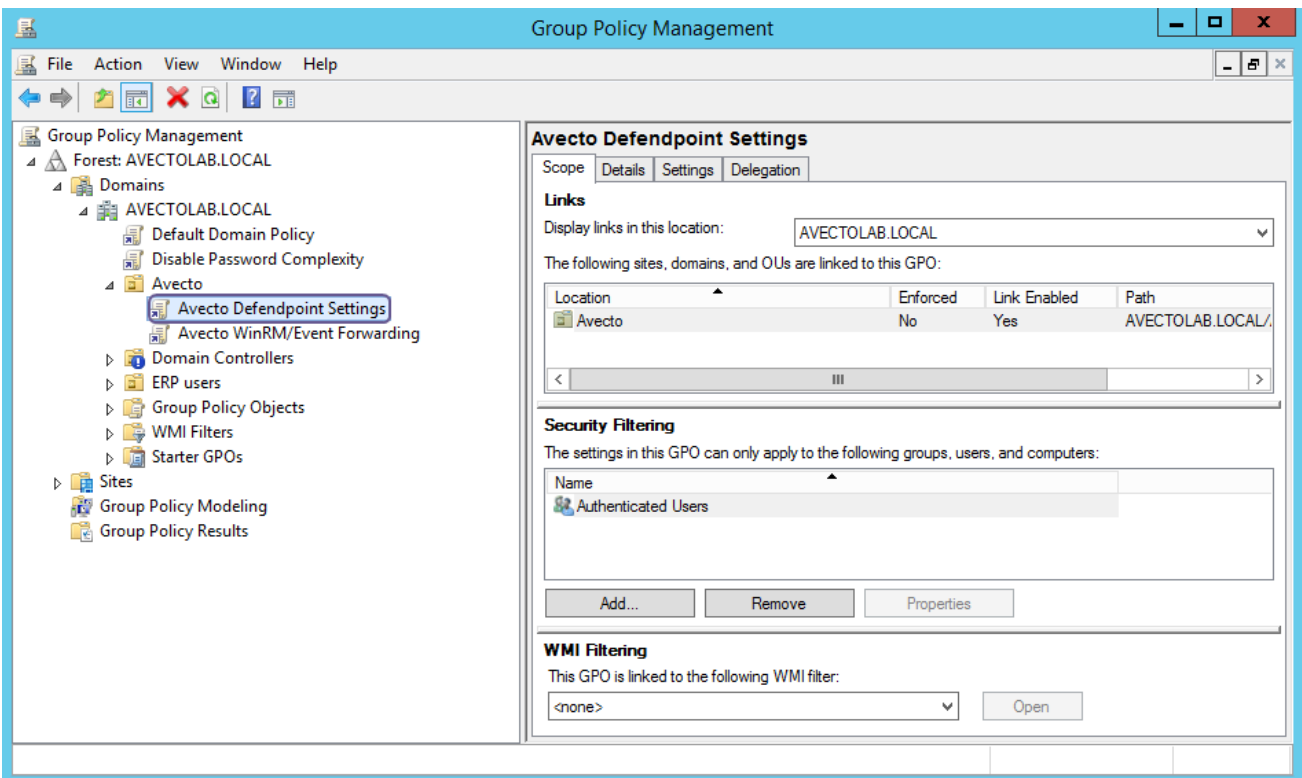 Group Policy Management
File Action View Window Help
Group Policy Management
Forest: AVECTOLAB.LOCAL
Domains
AVECTOLAB.LOCAL
Default Domain Policy
Disable Password Complexity
Avecto
Avecto Defendpoint Settings
Avecto WinRM/Event Forwarding
Domain Controllers
ERP users
Group Policy Objects
WMI Filters
Starter GPOs
Sites
Group Policy Modeling
Group Policy Results
Avecto Defendpoint Settings
Scope Details Settings Delegation
Links
Display links in this location: AVECTOLAB.LOCAL
The following sites, domains, and OUs are linked to this GPO:
Location Enforced Link Enabled Path
Avecto No Yes AVECTOLAB.LOCAL/.
Security Filtering
The settings in this GPO can only apply to the following groups, users, and computers:
Name
Authenticated Users
Add... Remove Properties
WMI Filtering
This GPO is linked to the following WMI filter:
<none> Open